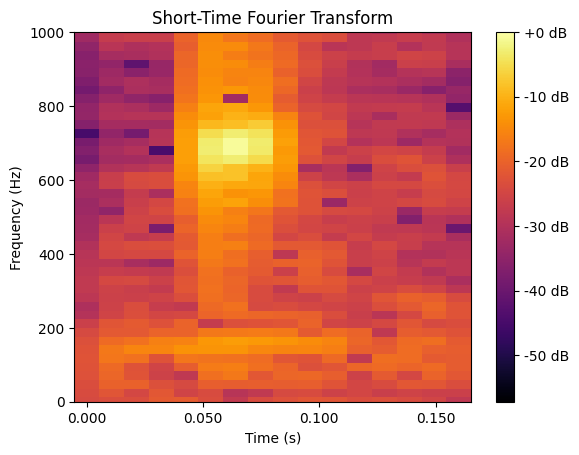 Short-Time Fourier Transform
1000
800
600
400
200
0
Frequency (Hz)
0.000
0.050
0.100
0.150
Time (s)
+0 dB
-10 dB
-20 dB
-30 dB
-40 dB
-50 dB